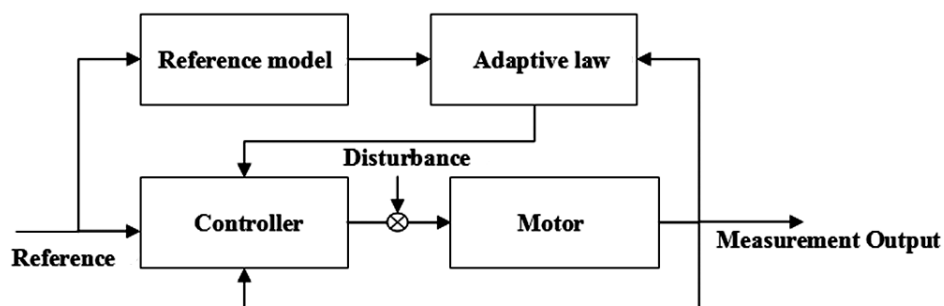 Reference model
Adaptive law
Disturbance
Controller
Motor
Reference
Measurement Output